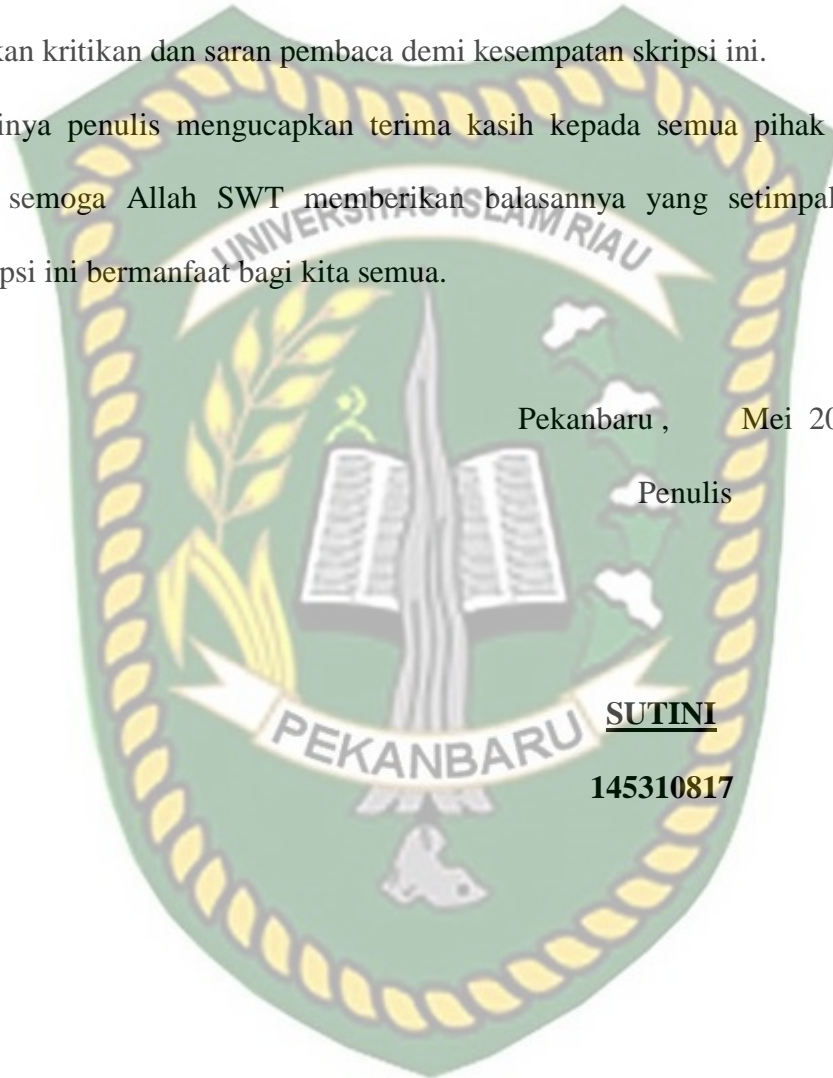 kan kritikan dan saran pembaca demi kesempatan skripsi ini.
inya penulis mengucapkan terima kasih kepada semua pihak
semoga Allah SWT memberikan balasannya yang setimpal
UNIVERSITAS ISLAM RIAU
psi ini bermanfaat bagi kita semua.
Pekanbaru , Mei 20
Penulis
SUTINI
PEKANBARU
145310817